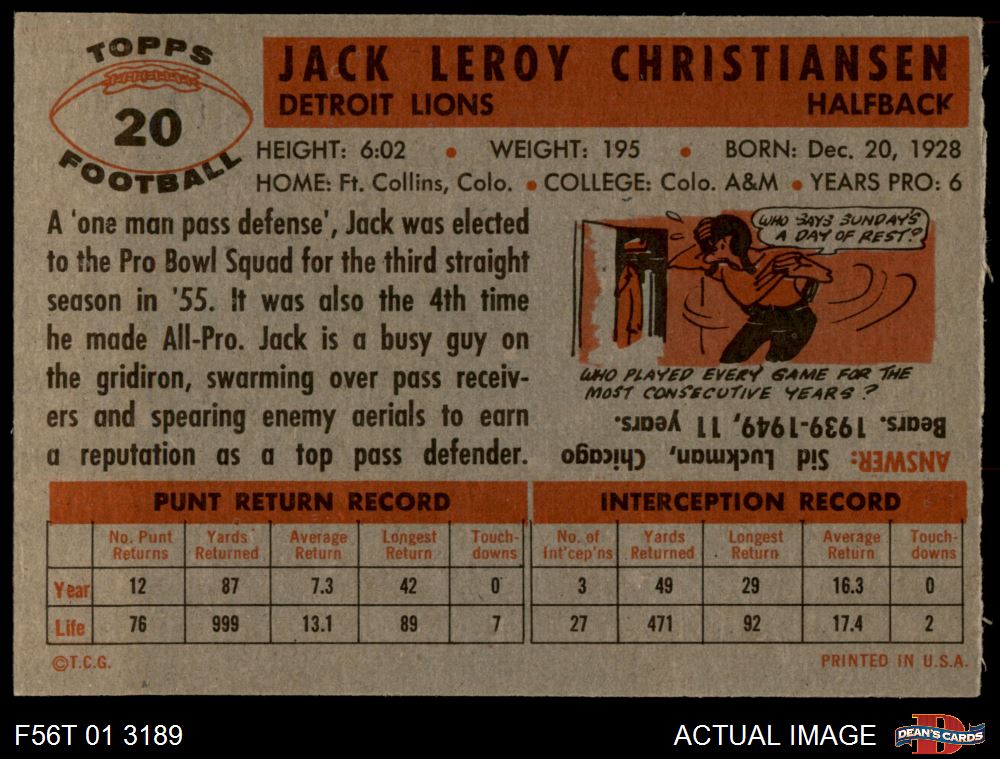 TOPPS
20
FOOTBALL
JACK LEROY CHRISTIANSEN
DETROIT LIONS HALFBACK
HEIGHT: 6:02 • WEIGHT: 195 • BORN: Dec. 20, 1928
HOME: Ft. Collins, Colo. • COLLEGE: Colo. A&M • YEARS PRO: 6
A 'one man pass defense', Jack was elected
to the Pro Bowl Squad for the third straight
season in '55. It was also the 4th time
he made All-Pro. Jack is a busy guy on
the gridiron, swarming over pass receiv-
ers and spearing enemy aerials to earn
a reputation as a top pass defender.
WHO SAYS SUNDAY'S
A DAY OF REST?
WHO PLAYED EVERY GAME FOR THE
MOST CONSECUTIVE YEARS?
ANSWER: Sid Luckman, Chicago
Bears. 1939-1949, 11 years.
PUNT RETURN RECORD
No. Punt Returns Yards Returned Average Return Longest Return Touch-downs
Year 12 87 7.3 42 0
Life 76 999 13.1 89 7
INTERCEPTION RECORD
No. of Int'cep'ns Yards Returned Longest Return Average Return Touch-downs
3 49 29 16.3 0
27 471 92 17.4 2
©T.C.G. PRINTED IN U.S.A.
F56T 01 3189 ACTUAL IMAGE DEAN'S CARDS